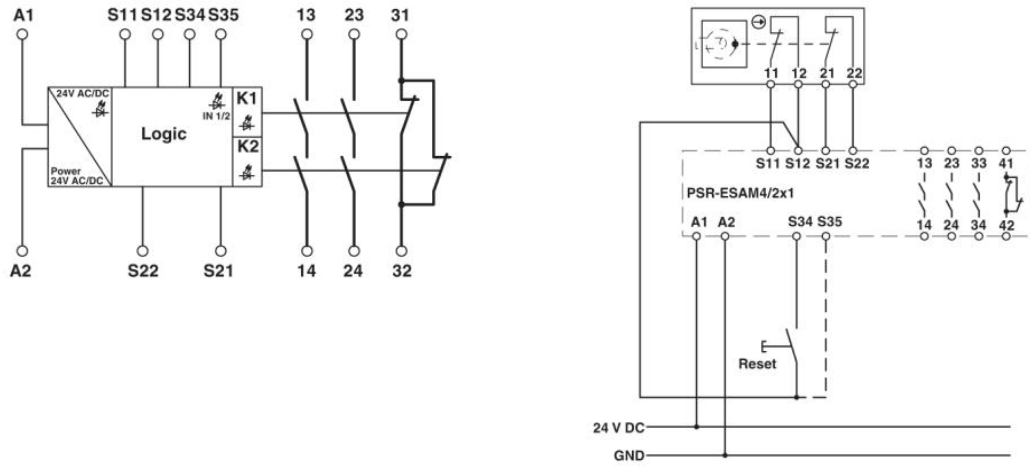 A1 S11 S12 S34 S35 13 23 31
24V AC/DC
IN 1/2
K1
Logic
K2
Power
24V AC/DC
A2 S22 S21 14 24 32
11 12 21 22
S11 S12 S21 S22 13 23 33 41
PSR-ESAM4/2x1
A1 A2 S34 S35 14 24 34 42
Reset
24 V DC
GND